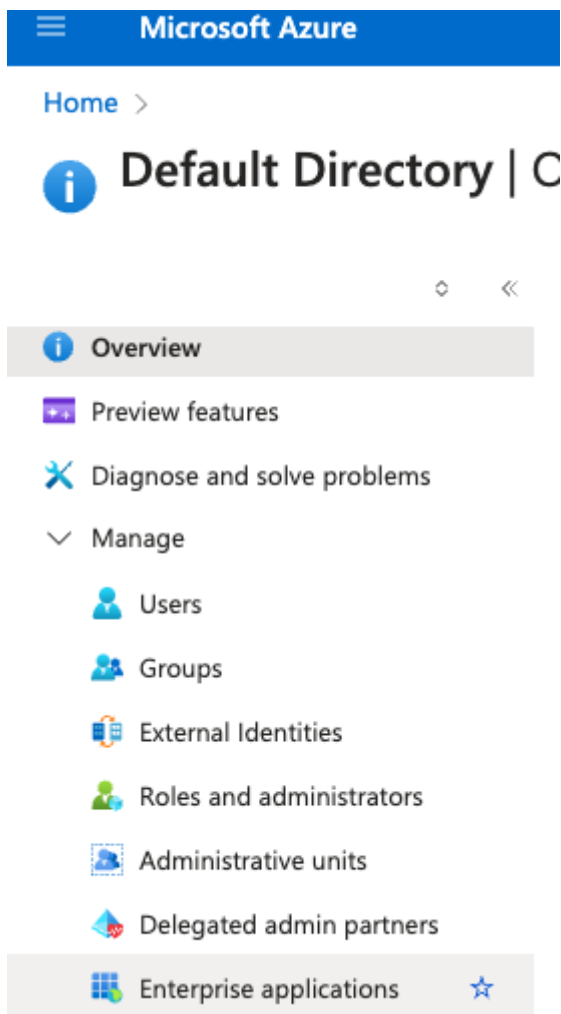 Microsoft Azure
Home >
Default Directory |
Overview
Preview features
Diagnose and solve problems
Manage
Users
Groups
External Identities
Roles and administrators
Administrative units
Delegated admin partners
Enterprise applications